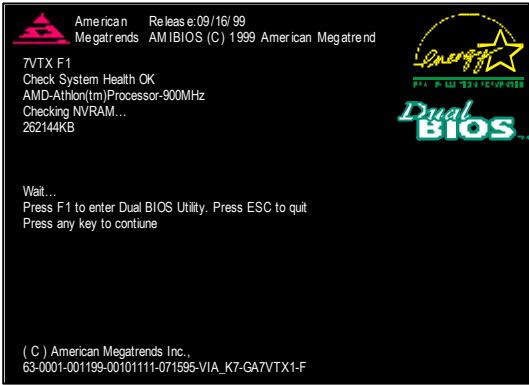 American Release:09/16/99
Megatrends AMIBIOS (C) 1999 American Megatrend
energy
7VTX F1
Check System Health OK
AMD-Athlon(tm)Processor-900MHz
Checking NVRAM...
262144KB
Dual
BIOS
Wait...
Press F1 to enter Dual BIOS Utility. Press ESC to quit
Press any key to contiune
( C ) American Megatrends Inc.,
63-0001-001199-00101111-071595-VIA_K7-GA7VTX1-F